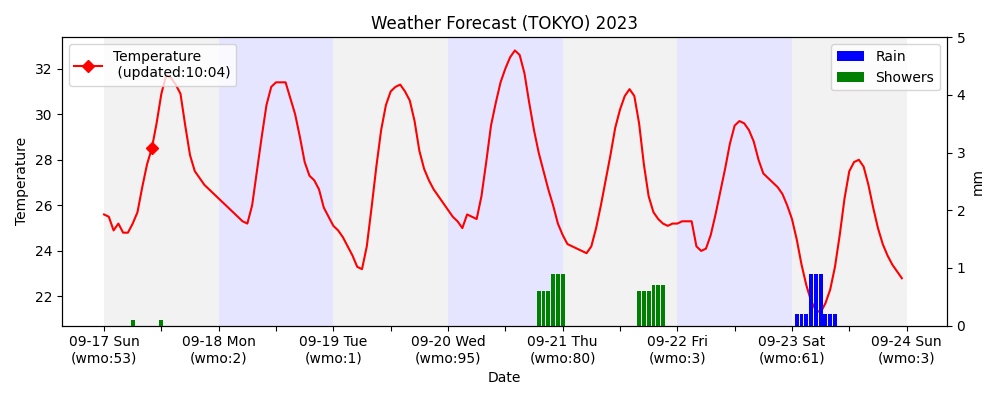 Weather Forecast (TOKYO) 2023
Temperature
(updated:10:04)
Rain
Showers
Temperature
32
30
28
26
24
22
5
4
3
2
1
0
mm
09-17 Sun
(wmo:53)
09-18 Mon
(wmo:2)
09-19 Tue
(wmo:1)
09-20 Wed
(wmo:95)
09-21 Thu
(wmo:80)
09-22 Fri
(wmo:3)
09-23 Sat
(wmo:61)
09-24 Sun
(wmo:3)
Date